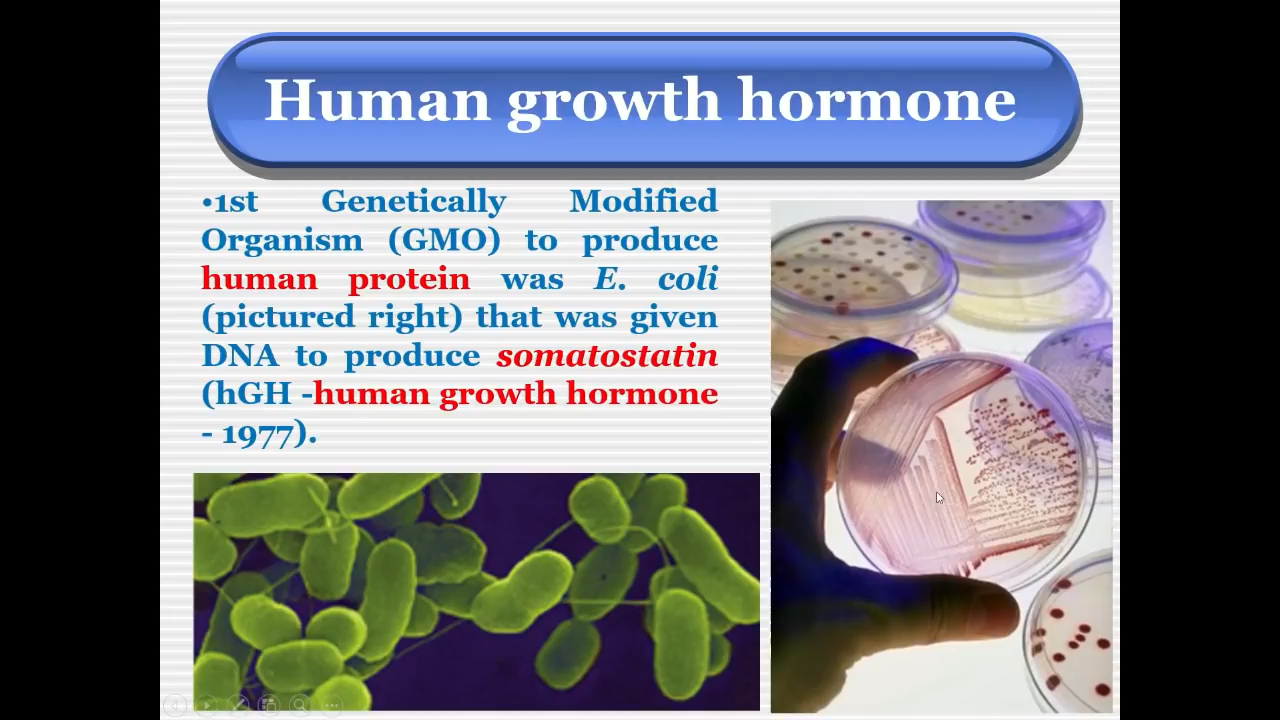 Human growth hormone
•1st Genetically Modified
Organism (GMO) to produce
human protein was E. coli
(pictured right) that was given
DNA to produce somatostatin
(hGH -human growth hormone
- 1977).